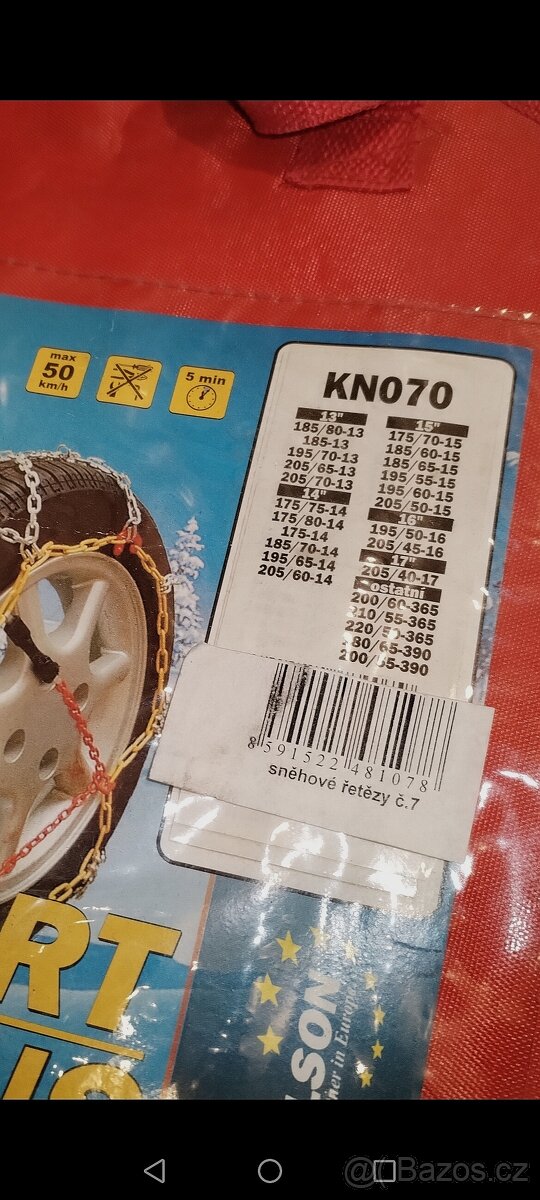 max
50
km/h
5 min
KN070
13"
185/80-13
185-13
195/70-13
205/65-13
205/70-13
14"
175/75-14
175/80-14
175-14
185/70-14
195/65-14
205/60-14
15"
175/70-15
185/60-15
185/65-15
195/55-15
195/60-15
205/50-15
16"
195/50-16
205/45-16
17"
205/40-17
ostatní
200/60-365
210/55-365
220/55-365
180/65-390
200/55-390
8 591522 481078
sněhové řetězy č.7
RT
LSON
ner in Europe
Bazos.cz